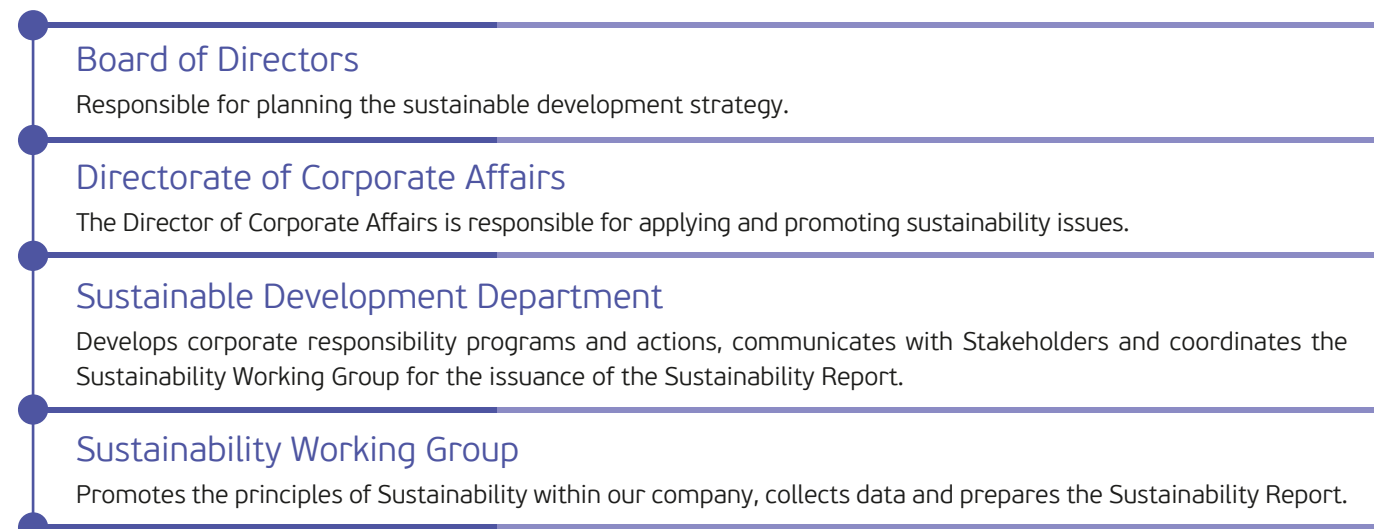 Board of Directors
Responsible for planning the sustainable development strategy.
Directorate of Corporate Affairs
The Director of Corporate Affairs is responsible for applying and promoting sustainability issues.
Sustainable Development Department
Develops corporate responsibility programs and actions, communicates with Stakeholders and coordinates the
Sustainability Working Group for the issuance of the Sustainability Report.
Sustainability Working Group
Promotes the principles of Sustainability within our company, collects data and prepares the Sustainability Report.